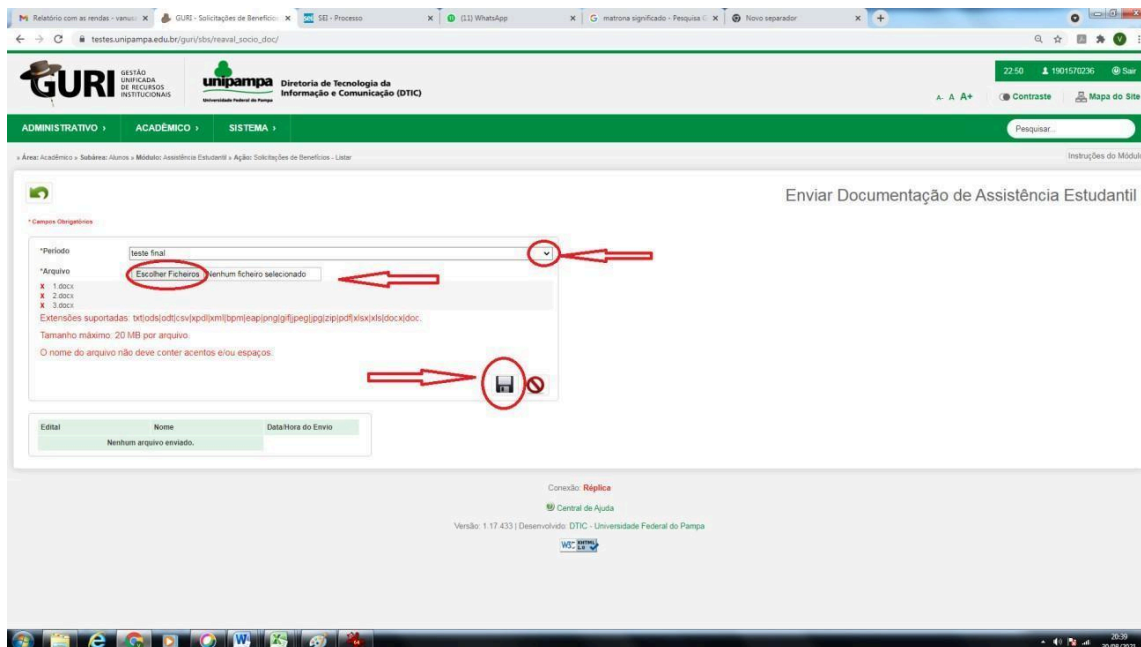 Relatório com as rendas - vanus
GURI - Solicitações de Benefício
SEI - Processo
(11) WhatsApp
matrona significado - Pesquisa
Novo separador
testes.unipampa.edu.br/guri/sbs/reaval_socio_doc/
GURI
GESTÃO
UNIFICADA
DE RECURSOS
INSTITUCIONAIS
unipampa
Universidade Federal do Pampa
Diretoria de Tecnologia da
Informação e Comunicação (DTIC)
22:50 1901570236 Sair
A- A A+ Contraste Mapa do Site
ADMINISTRATIVO › ACADÊMICO › SISTEMA › Pesquisar...
» Área: Acadêmico » Subárea: Alunos » Módulo: Assistência Estudantil » Ação: Solicitações de Benefícios - Listar
Instruções do Módulo
Enviar Documentação de Assistência Estudantil
* Campos Obrigatórios
*Período teste final
*Arquivo Escolher Ficheiros Nenhum ficheiro selecionado
X 1.docx
X 2.docx
X 3.docx
Extensões suportadas: txt|ods|odt|csv|xpdl|xml|bpm|eap|png|gif|jpeg|jpg|zip|pdf|xlsx|xls|docx|doc.
Tamanho máximo: 20 MB por arquivo.
O nome do arquivo não deve conter acentos e/ou espaços.
Edital Nome Data/Hora do Envio
Nenhum arquivo enviado.
Conexão: Réplica
Central de Ajuda
Versão: 1.17.433 | Desenvolvido: DTIC - Universidade Federal do Pampa
W3C XHTML 1.0
20:39